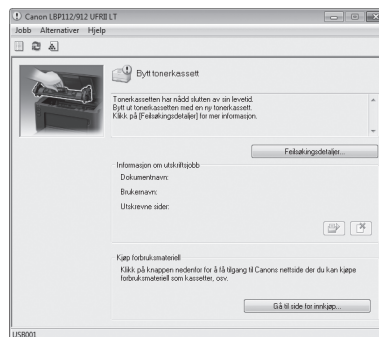 Canon LBP112/912 UFRII LT
Jobb Alternativer Hjelp
Bytt tonerkassett
Tonerkassetten har nådd slutten av sin levetid.
Bytt ut tonerkassetten med en ny tonerkassett.
Klikk på [Feilsøkingsdetaljer] for mer informasjon.
Feilsøkingsdetaljer...
Informasjon om utskriftsjobb
Dokumentnavn:
Brukernavn:
Utskrevne sider:
Kjøp forbruksmateriell
Klikk på knappen nedenfor for å få tilgang til Canons nettside der du kan kjøpe
forbruksmateriell som kassetter, osv.
Gå til side for innkjøp...
USB001